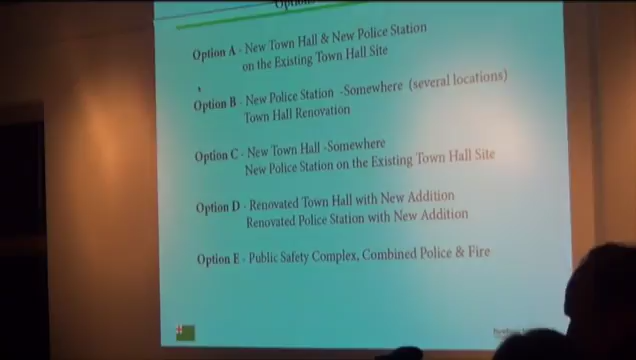 Options
Option A - New Town Hall & New Police Station
on the Existing Town Hall Site
Option B - New Police Station -Somewhere (several locations)
Town Hall Renovation
Option C - New Town Hall -Somewhere
New Police Station on the Existing Town Hall Site
Option D - Renovated Town Hall with New Addition
Renovated Police Station with New Addition
Option E - Public Safety Complex, Combined Police & Fire